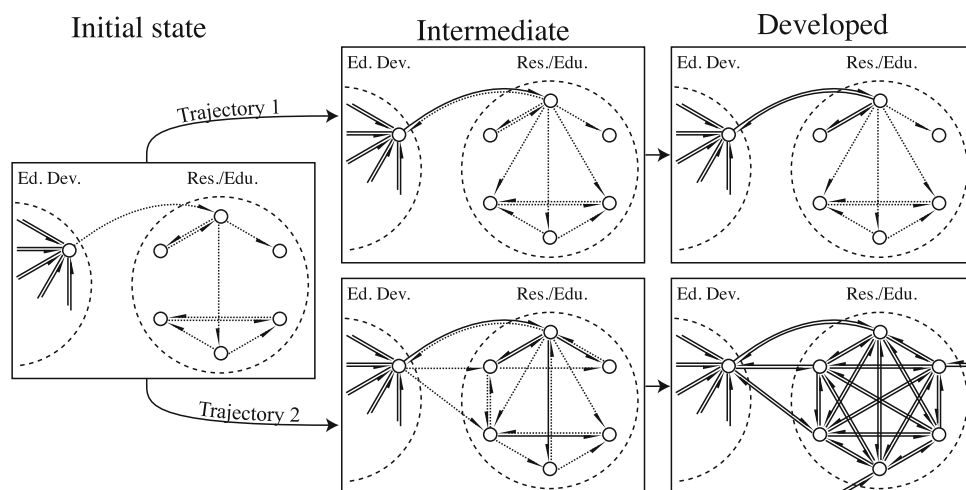 Initial state
Intermediate
Developed
Ed. Dev.
Res./Edu.
Ed. Dev.
Res./Edu.
Trajectory 1
Ed. Dev.
Res./Edu.
Ed. Dev.
Res./Edu.
Ed. Dev.
Res./Edu.
Trajectory 2